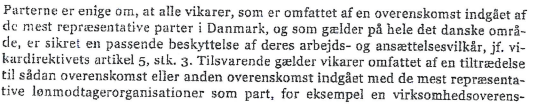 Parterne er enige om, at alle vikarer, som er omfattet af en overenskomst indgået af
de mest repræsentative parter i Danmark, og som gælder på hele det danske områ-
de, er sikret en passende beskyttelse af deres arbejds- og ansættelsesvilkår, jf. vi-
kardirektivets artikel 5, stk. 3. Tilsvarende gælder vikarer omfattet af en tiltrædelse
til sådan overenskomst eller anden overenskomst indgået med de mest repræsenta-
tive lønmodtagerorganisationer som part, for eksempel en virksomhedsoverens-